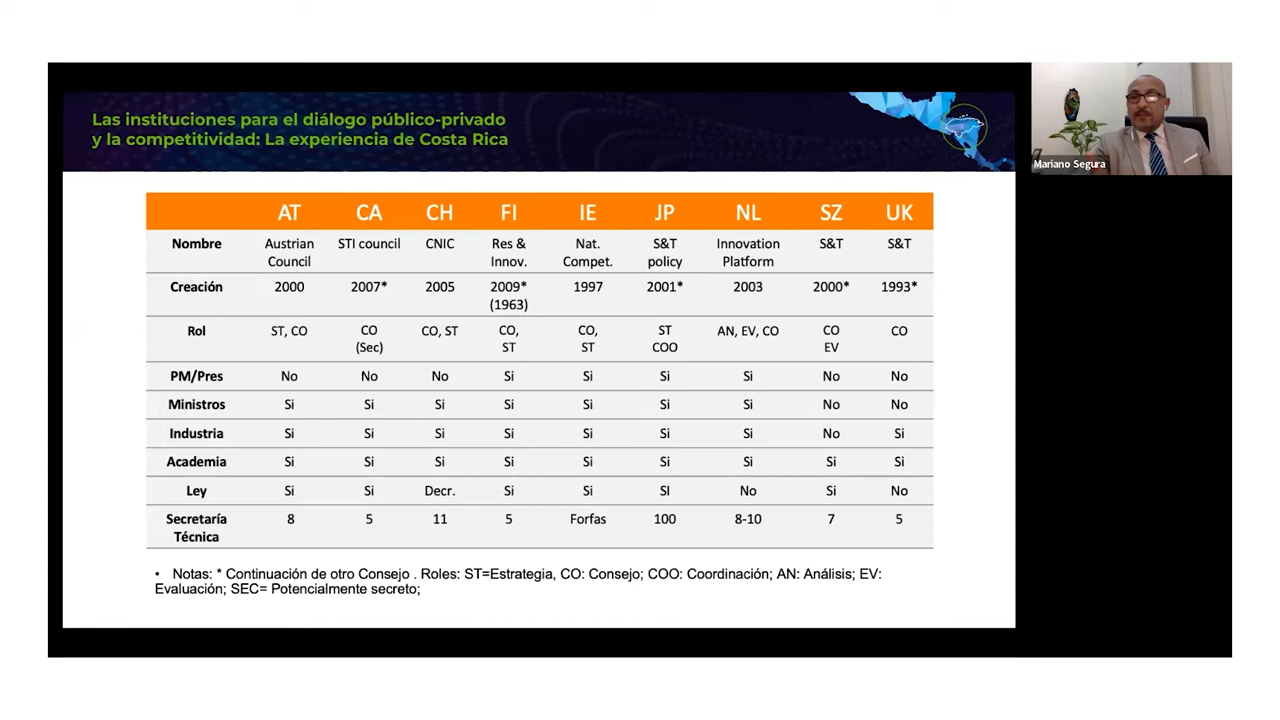 Las instituciones para el diálogo público-privado
y la competitividad: La experiencia de Costa Rica
Mariano Segura
AT CA CH FI IE JP NL SZ UK
Nombre Austrian Council STI council CNIC Res & Innov. Nat. Compet. S&T policy Innovation Platform S&T S&T
Creación 2000 2007* 2005 2009* (1963) 1997 2001* 2003 2000* 1993*
Rol ST, CO CO (Sec) CO, ST CO, ST CO, ST ST COO AN, EV, CO CO EV CO
PM/Pres No No No Si Si Si Si No No
Ministros Si Si Si Si Si Si Si No No
Industria Si Si Si Si Si Si Si No Si
Academia Si Si Si Si Si Si Si Si Si
Ley Si Si Decr. Si Si SI No Si No
Secretaría Técnica 8 5 11 5 Forfas 100 8-10 7 5
• Notas: * Continuación de otro Consejo . Roles: ST=Estrategia, CO: Consejo; COO: Coordinación; AN: Análisis; EV:
Evaluación; SEC= Potencialmente secreto;